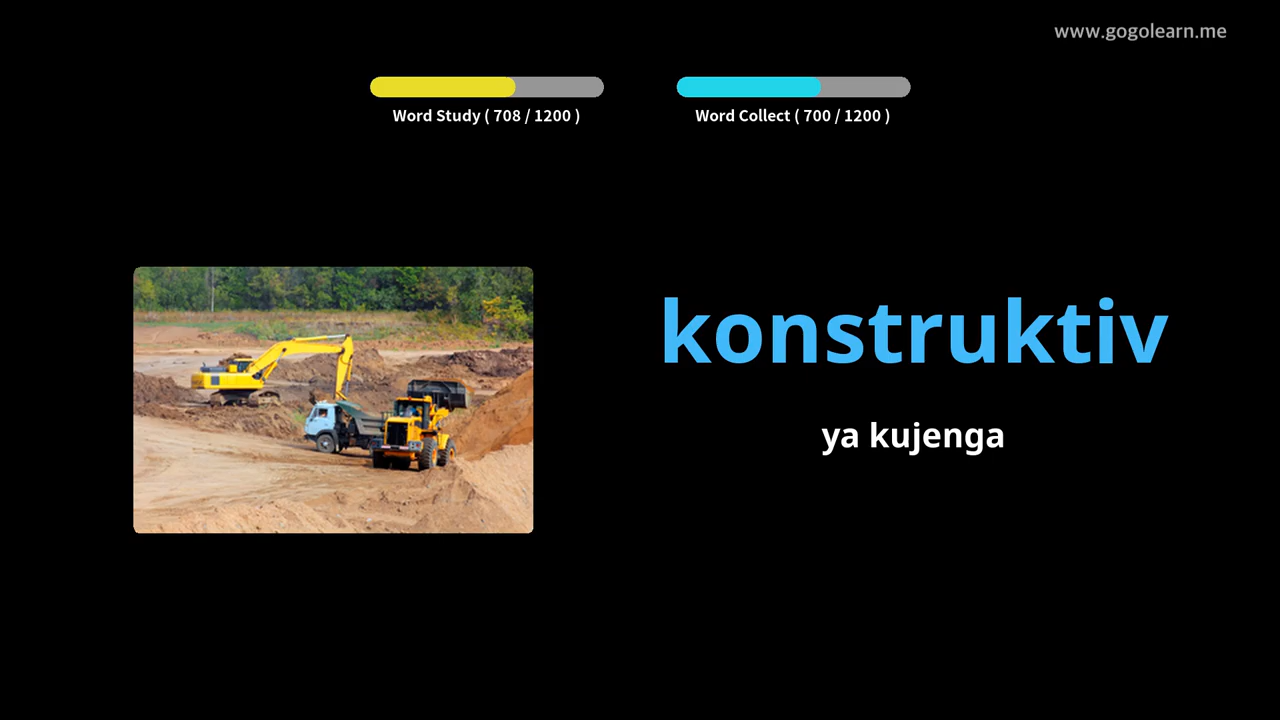 www.gogolearn.me
Word Study ( 708 / 1200 )
Word Collect ( 700 / 1200 )
konstruktiv
ya kujenga